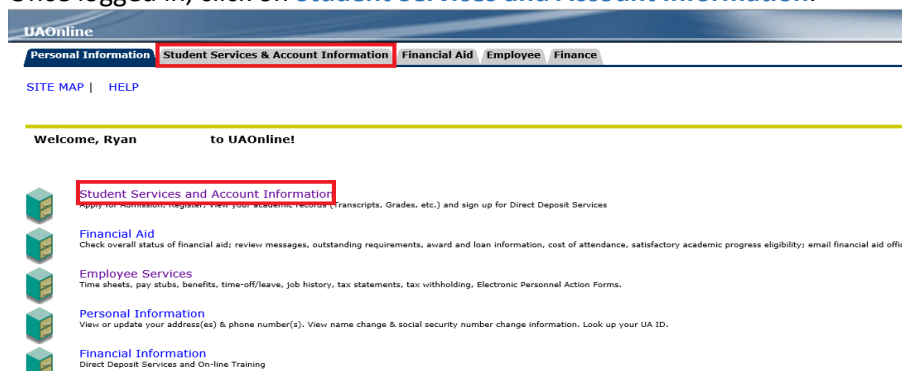 Once logged in, click on Student Services and Account Information.
UAOnline
Personal Information Student Services & Account Information Financial Aid Employee Finance
SITE MAP | HELP
Welcome, Ryan to UAOnline!
Student Services and Account Information
Apply for Admission, Register, View your academic records (Transcripts, Grades, etc.) and sign up for Direct Deposit Services
Financial Aid
Check overall status of financial aid; review messages, outstanding requirements, award and loan information, cost of attendance, satisfactory academic progress eligibility; email financial aid offic
Employee Services
Time sheets, pay stubs, benefits, time-off/leave, job history, tax statements, tax withholding, Electronic Personnel Action Forms.
Personal Information
View or update your address(es) & phone number(s). View name change & social security number change information. Look up your UA ID.
Financial Information
Direct Deposit Services and On-line Training